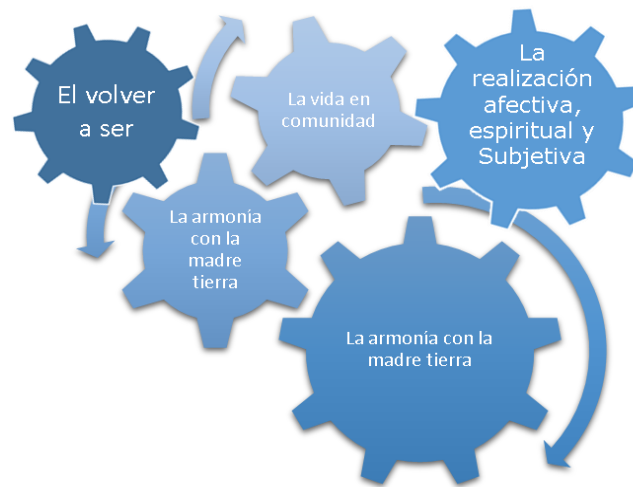 El volver
a ser
La vida en
comunidad
La
realización
afectiva,
espiritual y
Subjetiva
La armonía
con la
madre
tierra
La armonía con la
madre tierra